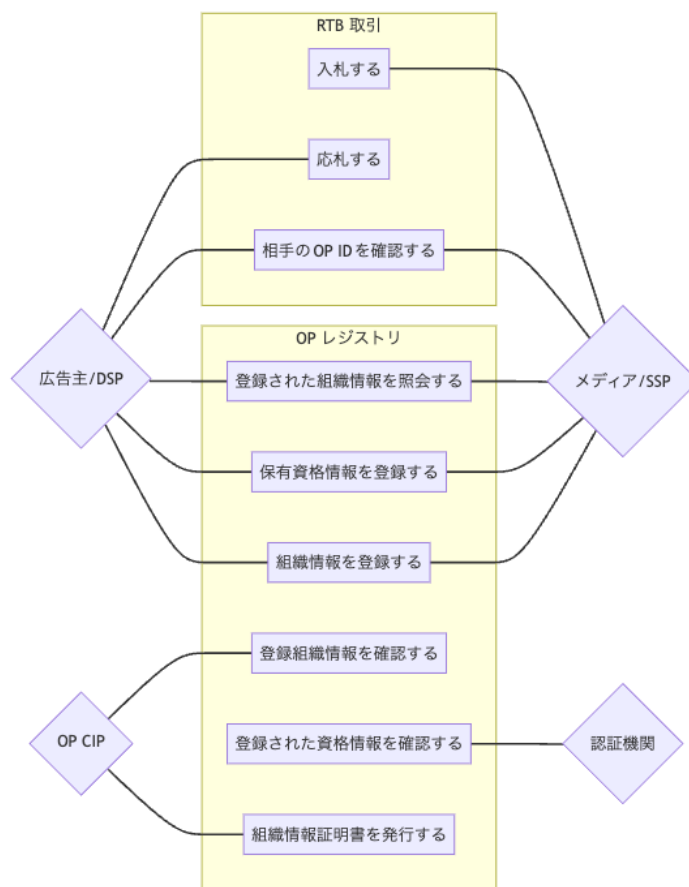 RTB 取引
入札する
応札する
相手のOP IDを確認する
OP レジストリ
広告主/DSP
登録された組織情報を照会する
メディア/SSP
保有資格情報を登録する
組織情報を登録する
登録組織情報を確認する
OP CIP
登録された資格情報を確認する
認証機関
組織情報証明書を発行する